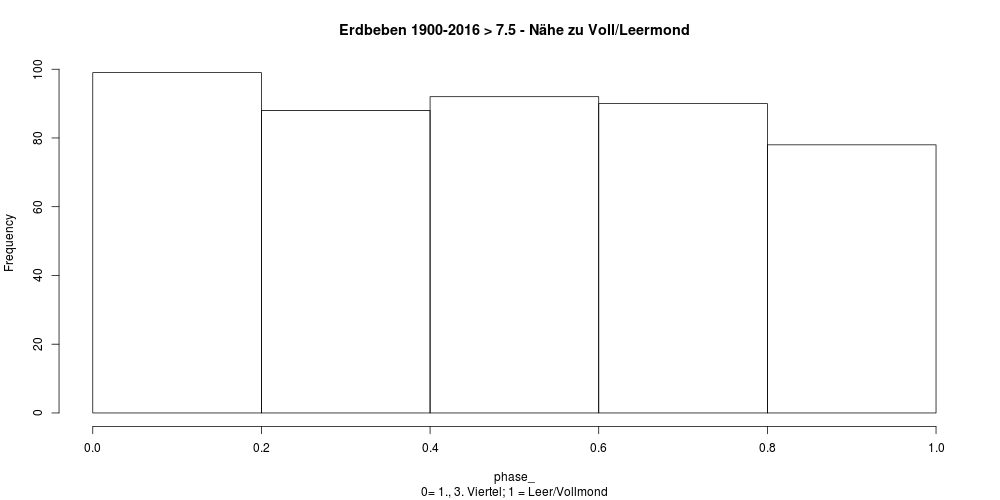 Erdbeben 1900-2016 > 7.5 - Nähe zu Voll/Leermond
Frequency
100
80
60
40
20
0
0.0 0.2 0.4 0.6 0.8 1.0
phase_
0= 1., 3. Viertel; 1 = Leer/Vollmond